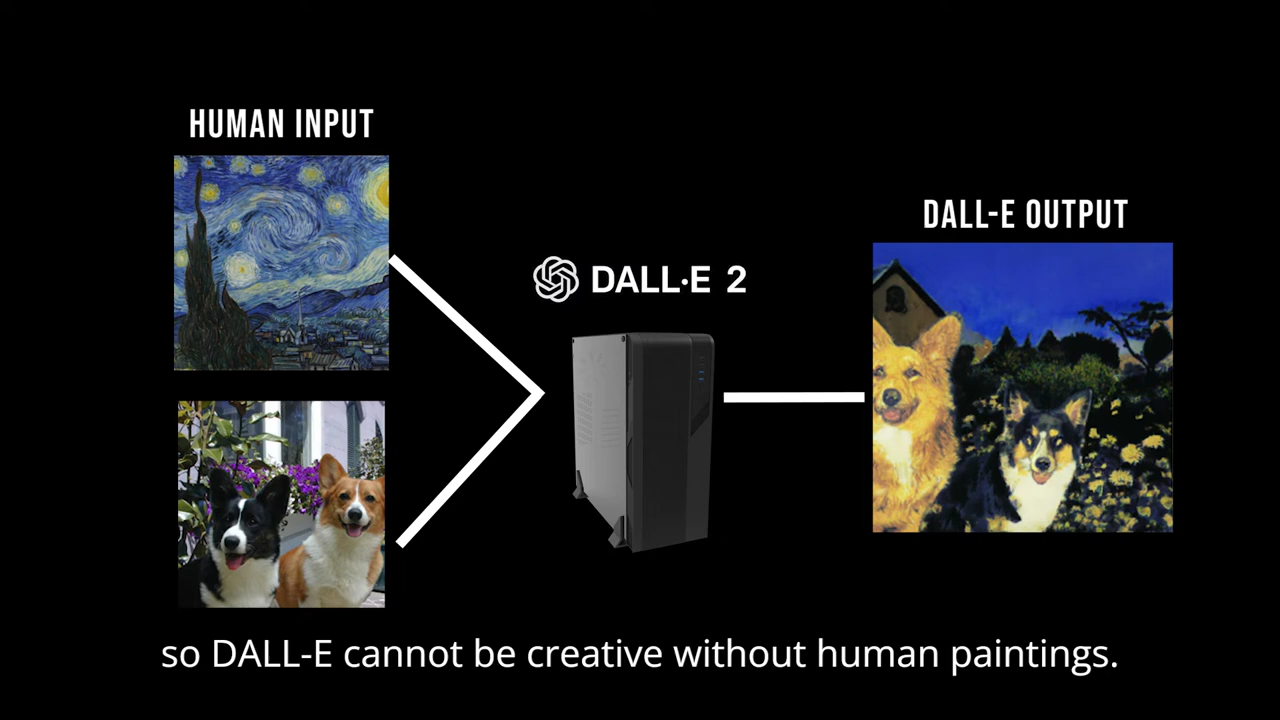 HUMAN INPUT
DALL-E OUTPUT
DALL·E 2
so DALL-E cannot be creative without human paintings.